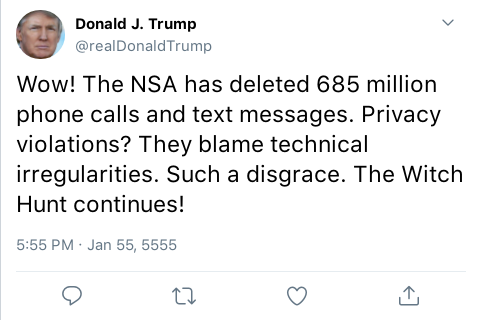 Donald J. Trump
@realDonaldTrump
Wow! The NSA has deleted 685 million
phone calls and text messages. Privacy
violations? They blame technical
irregularities. Such a disgrace. The Witch
Hunt continues!
5:55 PM · Jan 55, 5555